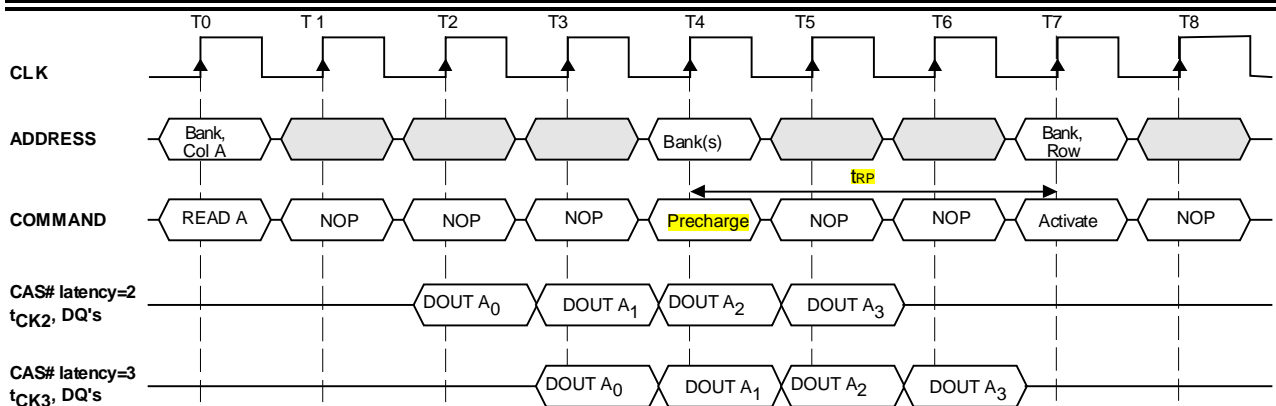 T0 T 1 T2 T3 T4 T5 T6 T7 T8
CLK
ADDRESS
Bank,
Col A
Bank(s)
Bank,
Row
tRP
COMMAND READ A NOP NOP NOP Precharge NOP NOP Activate NOP
CAS# latency=2
tCK2, DQ's
DOUT A0 DOUT A1 DOUT A2 DOUT A3
CAS# latency=3
tCK3, DQ's
DOUT A0 DOUT A1 DOUT A2 DOUT A3